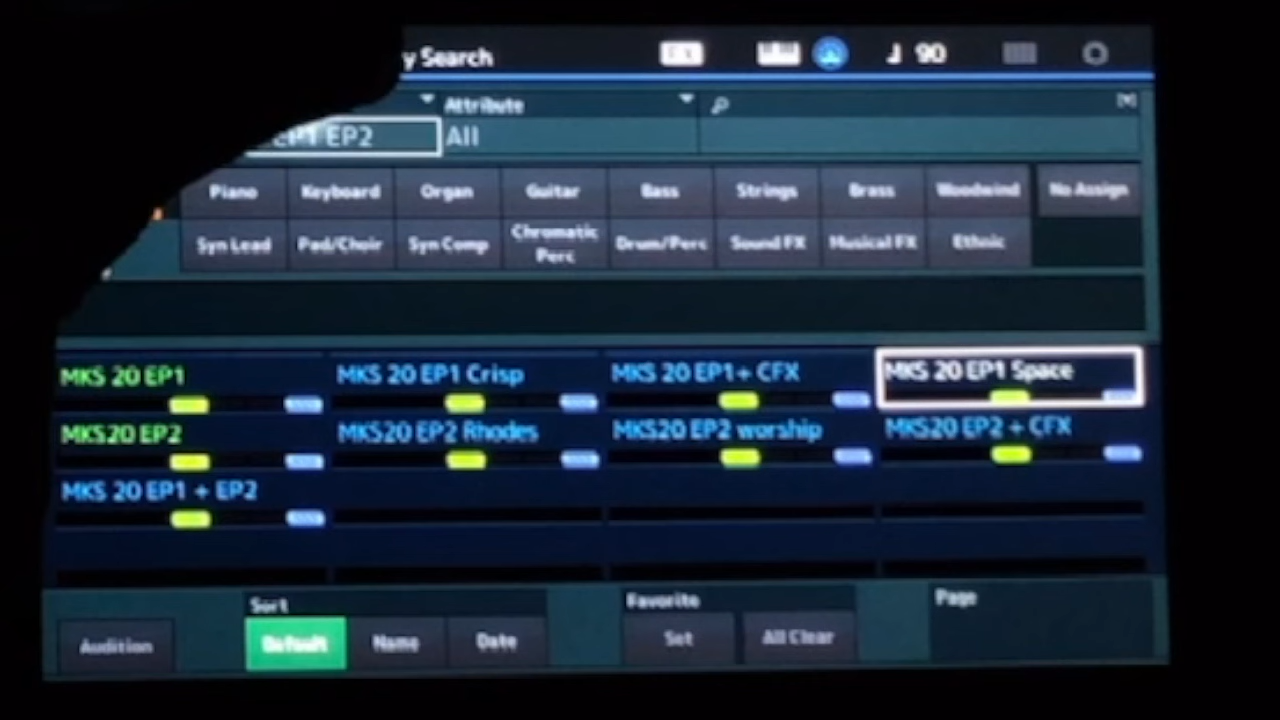 y Search 90
Attribute
EP1 EP2 All
Piano Keyboard Organ Guitar Bass Strings Brass Woodwind No Assign
Syn Lead Pad/Choir Syn Comp Chromatic Perc Drum/Perc Sound FX Musical FX Ethnic
MKS 20 EP1 MKS 20 EP1 Crisp MKS 20 EP1+ CFX MKS 20 EP1 Space
MKS20 EP2 MKS20 EP2 Rhodes MKS20 EP2 worship MKS20 EP2 + CFX
MKS 20 EP1 + EP2
Sort Favorite Page
Audition Default Name Date Set All Clear